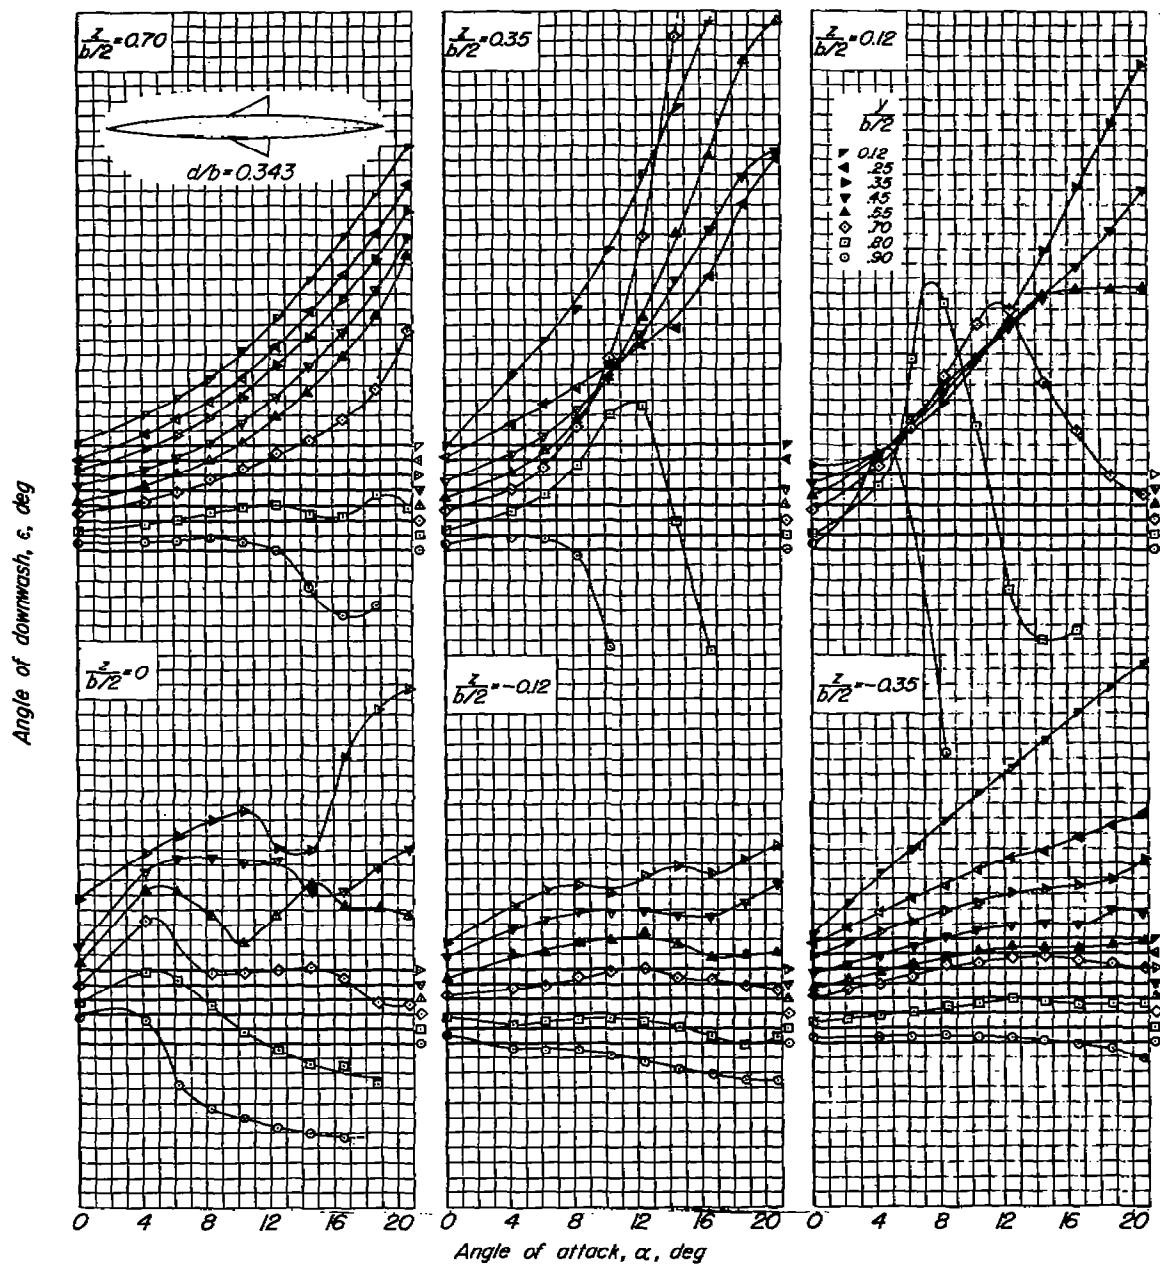 z/b/2 = 0.70
z/b/2 = 0.35
z/b/2 = 0.12
d/b = 0.343
y/b/2
0.12
.25
.35
.45
.55
.70
.80
.90
Angle of downwash, ε, deg
z/b/2 = 0
z/b/2 = -0.12
z/b/2 = -0.35
0 4 8 12 16 20
0 4 8 12 16 20
0 4 8 12 16 20
Angle of attack, α, deg